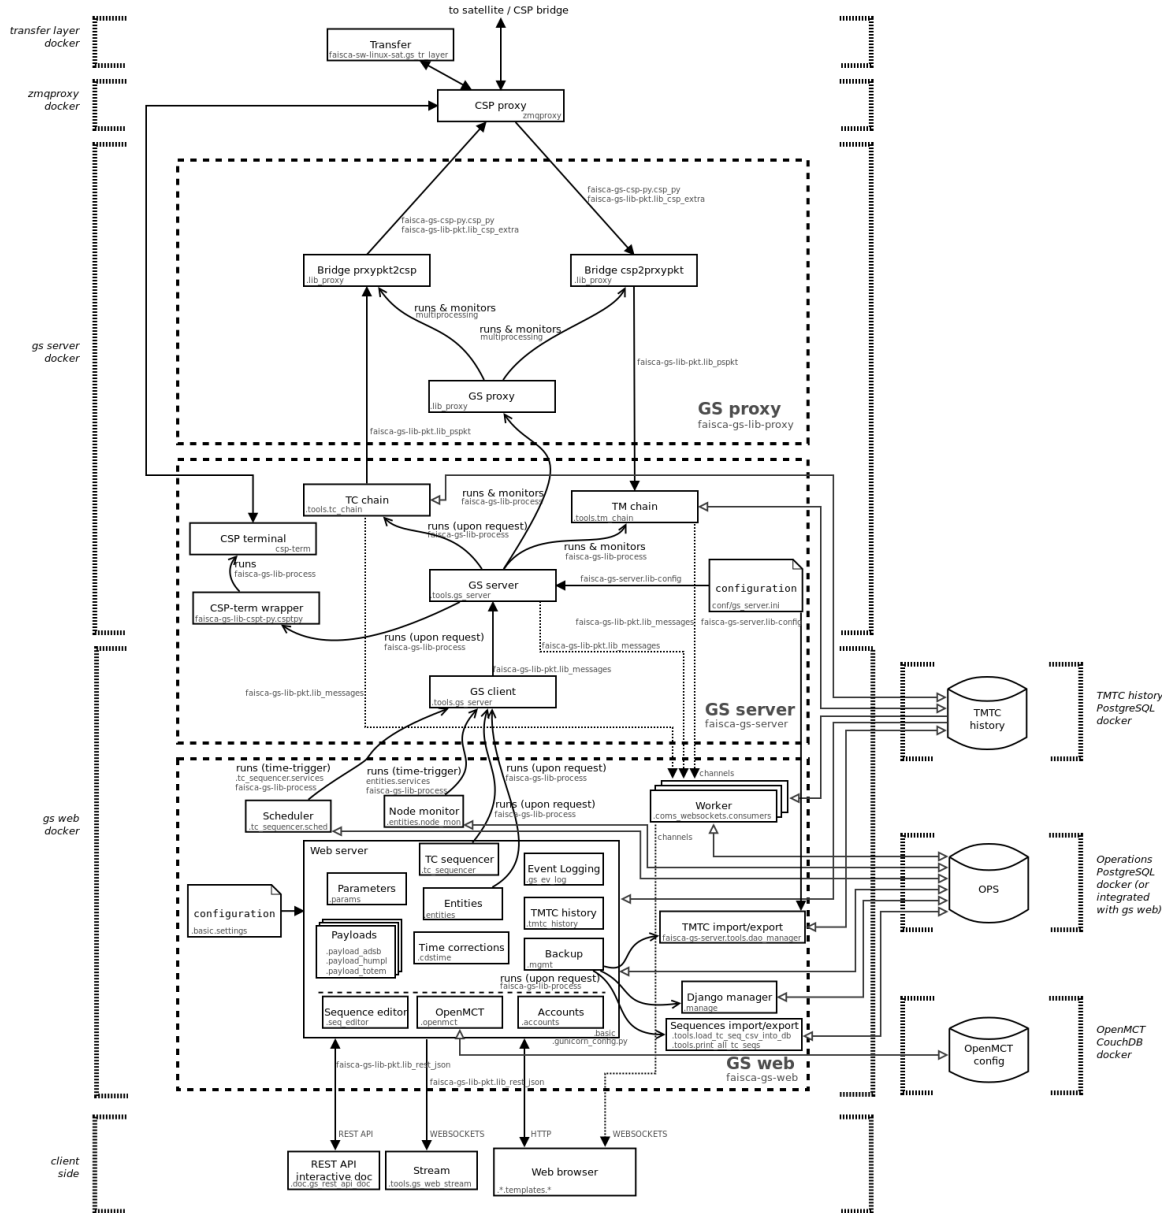 to satellite / CSP bridge
transfer layer
docker
Transfer
faisca-sw-linux-sat.gs_tr_layer
zmqproxy
docker
CSP proxy
zmqproxy
faisca-gs-csp-py.csp_py
faisca-gs-lib-pkt.lib_csp_extra
faisca-gs-csp-py.csp_py
faisca-gs-lib-pkt.lib_csp_extra
Bridge prxypkt2csp
.lib_proxy
Bridge csp2prxypkt
.lib_proxy
runs & monitors
multiprocessing
runs & monitors
multiprocessing
gs server
docker
faisca-gs-lib-pkt.lib_pspkt
GS proxy
.lib_proxy
GS proxy
faisca-gs-lib-proxy
faisca-gs-lib-pkt.lib_pspkt
TC chain
.tools.tc_chain
runs & monitors
faisca-gs-lib-process
TM chain
.tools.tm_chain
runs (upon request)
faisca-gs-lib-process
CSP terminal
csp-term
runs & monitors
faisca-gs-lib-process
runs
faisca-gs-lib-process
GS server
.tools.gs_server
faisca-gs-server.lib-config
configuration
conf/gs_server.ini
CSP-term wrapper
faisca-gs-lib-cspt-py.csptpy
faisca-gs-lib-pkt.lib_messages
faisca-gs-server.lib-config
runs (upon request)
faisca-gs-lib-process
faisca-gs-lib-pkt.lib_messages
faisca-gs-lib-pkt.lib_messages
faisca-gs-lib-pkt.lib_messages
GS client
.tools.gs_server
GS server
faisca-gs-server
TMTC
history
TMTC history
PostgreSQL
docker
runs (time-trigger)
.tc_sequencer.services
faisca-gs-lib-process
runs (time-trigger)
entities.services
faisca-gs-lib-process
runs (upon request)
faisca-gs-lib-process
channels
gs web
docker
Scheduler
.tc_sequencer.sched
Node monitor
.entities.node_mon
runs (upon request)
faisca-gs-lib-process
Worker
.coms_websockets.consumers
channels
Web server
TC sequencer
.tc_sequencer
Event Logging
.gs_ev_log
Parameters
.params
Entities
.entities
OPS
Operations
PostgreSQL
docker (or
integrated
with gs web)
configuration
.basic.settings
TMTC history
.tmtc_history
TMTC import/export
faisca-gs-server.tools.dao_manager
Payloads
.payload_adsb
.payload_humpl
.payload_totem
Time corrections
.cdstime
Backup
.mgmt
runs (upon request)
faisca-gs-lib-process
Django manager
.manage
Sequence editor
.seq_editor
OpenMCT
.openmct
Accounts
.accounts
Sequences import/export
.tools.load_tc_seq_csv_into_db
.tools.print_all_tc_seqs
.basic
.gunicorn_config.py
OpenMCT
config
OpenMCT
CouchDB
docker
faisca-gs-lib-pkt.lib_rest_json
faisca-gs-lib-pkt.lib_rest_json
GS web
faisca-gs-web
REST API
WEBSOCKETS
HTTP
WEBSOCKETS
client
side
REST API
interactive doc
.doc.gs_rest_api_doc
Stream
.tools.gs_web_stream
Web browser
.*.templates.*